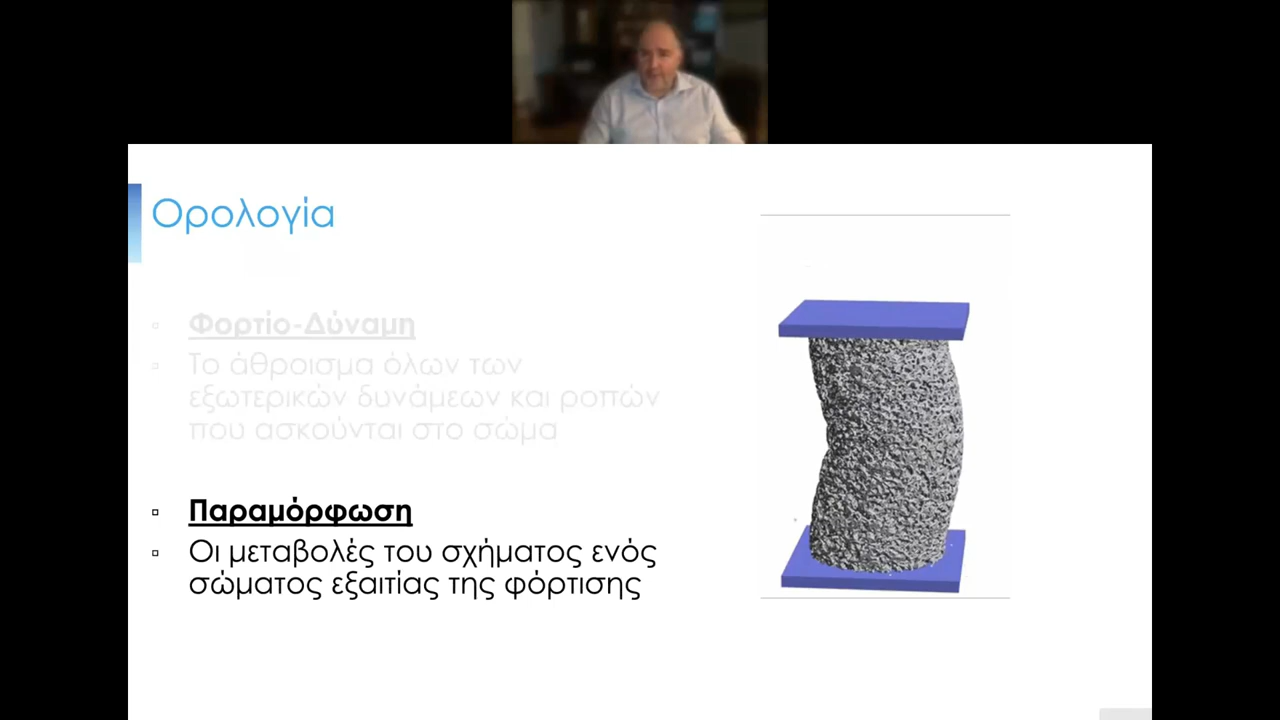 Ορολογία
Φορτίο-Δύναμη
Το άθροισμα όλων των
εξωτερικών δυνάμεων και ροπών
που ασκούνται στο σώμα
Παραμόρφωση
Οι μεταβολές του σχήματος ενός
σώματος εξαιτίας της φόρτισης